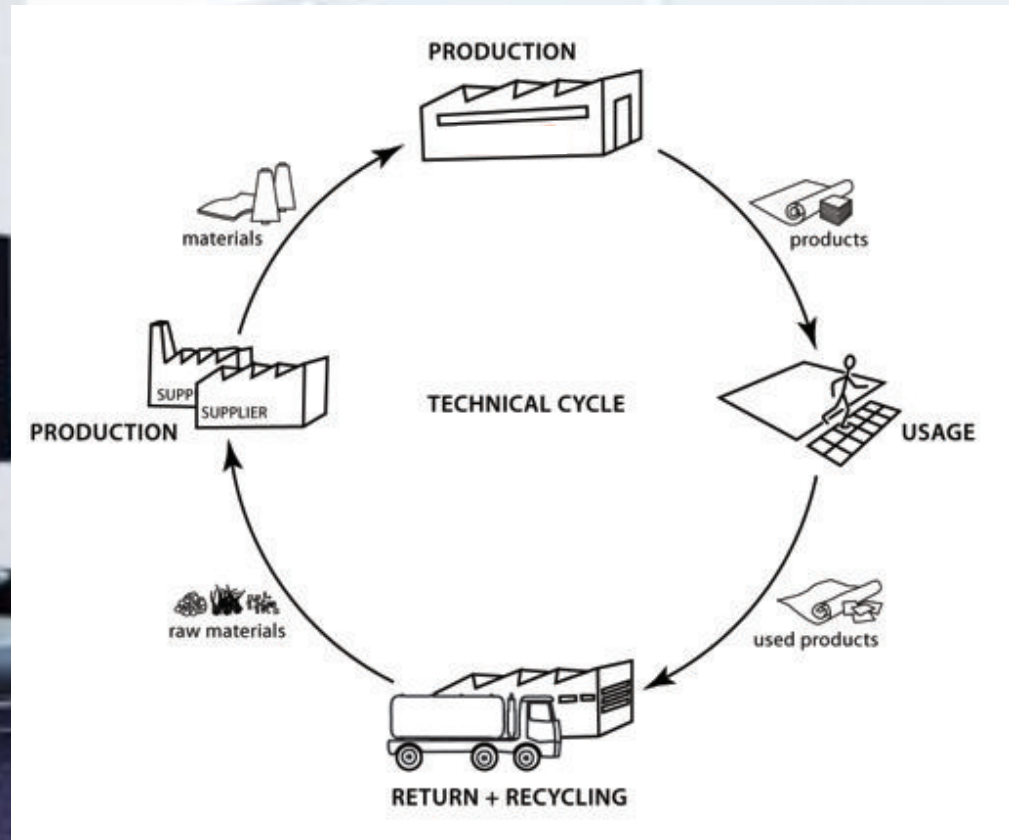 PRODUCTION
materials
products
SUPP
SUPPLIER
PRODUCTION
TECHNICAL CYCLE
USAGE
raw materials
used products
RETURN + RECYCLING